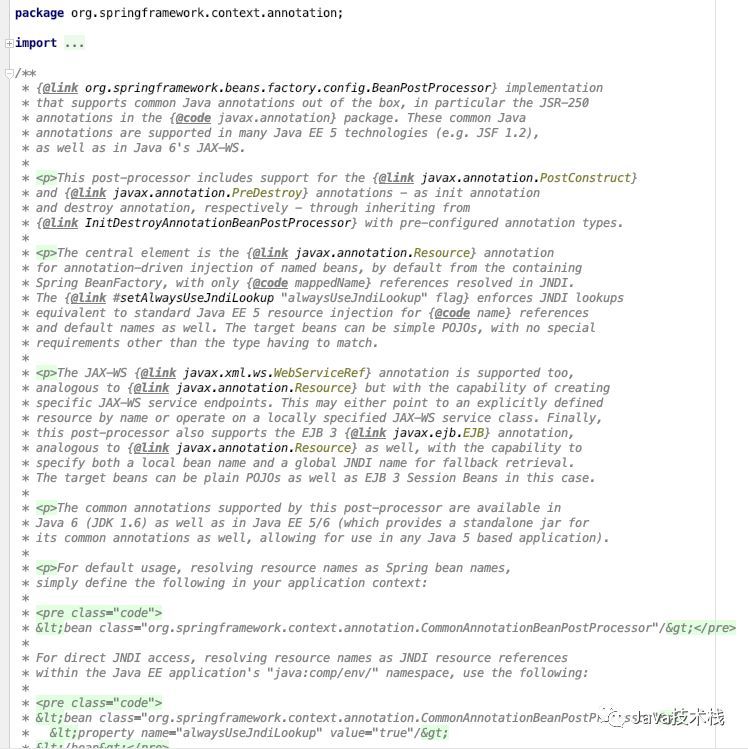 package org.springframework.context.annotation;
import ...
/**
* {@link org.springframework.beans.factory.config.BeanPostProcessor} implementation
* that supports common Java annotations out of the box, in particular the JSR-250
* annotations in the {@code javax.annotation} package. These common Java
* annotations are supported in many Java EE 5 technologies (e.g. JSF 1.2),
* as well as in Java 6's JAX-WS.
*
* <p>This post-processor includes support for the {@link javax.annotation.PostConstruct}
* and {@link javax.annotation.PreDestroy} annotations - as init annotation
* and destroy annotation, respectively - through inheriting from
* {@link InitDestroyAnnotationBeanPostProcessor} with pre-configured annotation types.
*
* <p>The central element is the {@link javax.annotation.Resource} annotation
* for annotation-driven injection of named beans, by default from the containing
* Spring BeanFactory, with only {@code mappedName} references resolved in JNDI.
* The {@link #setAlwaysUseJndiLookup "alwaysUseJndiLookup" flag} enforces JNDI lookups
* equivalent to standard Java EE 5 resource injection for {@code name} references
* and default names as well. The target beans can be simple POJOs, with no special
* requirements other than the type having to match.
*
* <p>The JAX-WS {@link javax.xml.ws.WebServiceRef} annotation is supported too,
* analogous to {@link javax.annotation.Resource} but with the capability of creating
* specific JAX-WS service endpoints. This may either point to an explicitly defined
* resource by name or operate on a locally specified JAX-WS service class. Finally,
* this post-processor also supports the EJB 3 {@link javax.ejb.EJB} annotation,
* analogous to {@link javax.annotation.Resource} as well, with the capability to
* specify both a local bean name and a global JNDI name for fallback retrieval.
* The target beans can be plain POJOs as well as EJB 3 Session Beans in this case.
*
* <p>The common annotations supported by this post-processor are available in
* Java 6 (JDK 1.6) as well as in Java EE 5/6 (which provides a standalone jar for
* its common annotations as well, allowing for use in any Java 5 based application).
*
* <p>For default usage, resolving resource names as Spring bean names,
* simply define the following in your application context:
*
* <pre class="code">
* &lt;bean class="org.springframework.context.annotation.CommonAnnotationBeanPostProcessor"/&gt;</pre>
*
* For direct JNDI access, resolving resource names as JNDI resource references
* within the Java EE application's "java:comp/env/" namespace, use the following:
*
* <pre class="code">
* &lt;bean class="org.springframework.context.annotation.CommonAnnotationBeanPostProcessor
Java技术栈
* &lt;property name="alwaysUseJndiLookup" value="true"/&gt;
* &lt;/bean&gt;</pre>